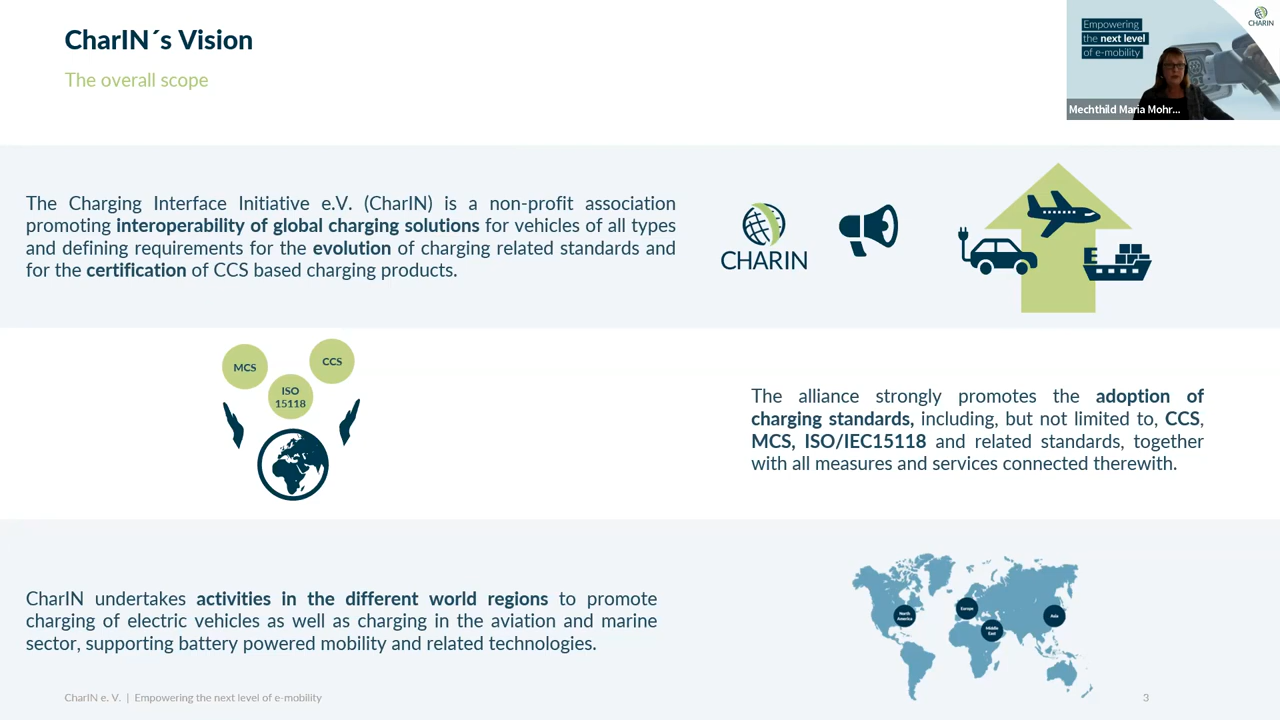 CharIN´s Vision
The overall scope
Empowering
the next level
of e-mobility
CHARIN
Mechthild Maria Mohr...
The Charging Interface Initiative e.V. (CharIN) is a non-profit association
promoting interoperability of global charging solutions for vehicles of all types
and defining requirements for the evolution of charging related standards and
for the certification of CCS based charging products.
CHARIN
MCS
CCS
ISO
15118
The alliance strongly promotes the adoption of
charging standards, including, but not limited to, CCS,
MCS, ISO/IEC15118 and related standards, together
with all measures and services connected therewith.
CharIN undertakes activities in the different world regions to promote
charging of electric vehicles as well as charging in the aviation and marine
sector, supporting battery powered mobility and related technologies.
North
America
Europe
Middle
East
Asia
CharIN e. V. | Empowering the next level of e-mobility
3